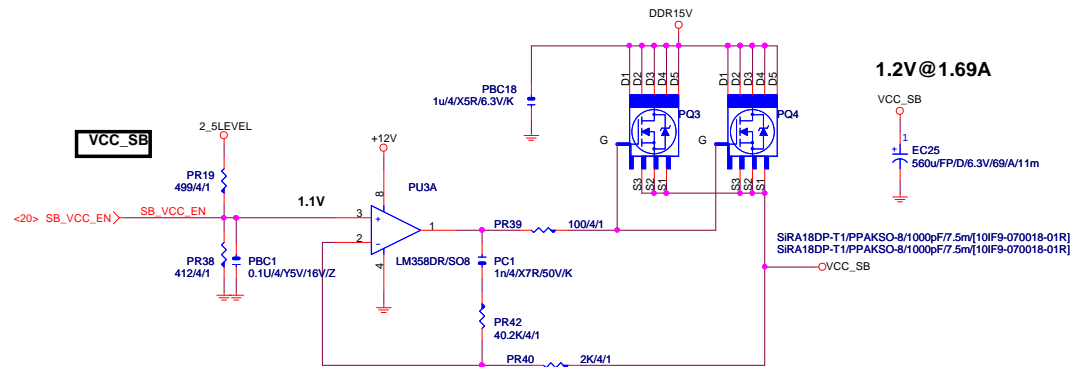 DDR15V
1.2V@1.69A
D1 D2 D3 D4 D5
D1 D2 D3 D4 D5
PBC18
1u/4/X5R/6.3V/K
VCC_SB
PQ3
PQ4
G
G
1
+
EC25
560u/FP/D/6.3V/69/A/11m
S3 S2 S1
S3 S2 S1
2_5LEVEL
+12V
VCC_SB
PR19
499/4/1
PU3A
8
1.1V
<20> SB_VCC_EN
SB_VCC_EN
3
+
1
2
-
4
LM358DR/SO8
PR39
100/4/1
PR38
412/4/1
PBC1
0.1U/4/Y5V/16V/Z
PC1
1n/4/X7R/50V/K
SiRA18DP-T1/PPAKSO-8/1000pF/7.5m/[10IF9-070018-01R]
SiRA18DP-T1/PPAKSO-8/1000pF/7.5m/[10IF9-070018-01R]
VCC_SB
PR42
40.2K/4/1
PR40
2K/4/1